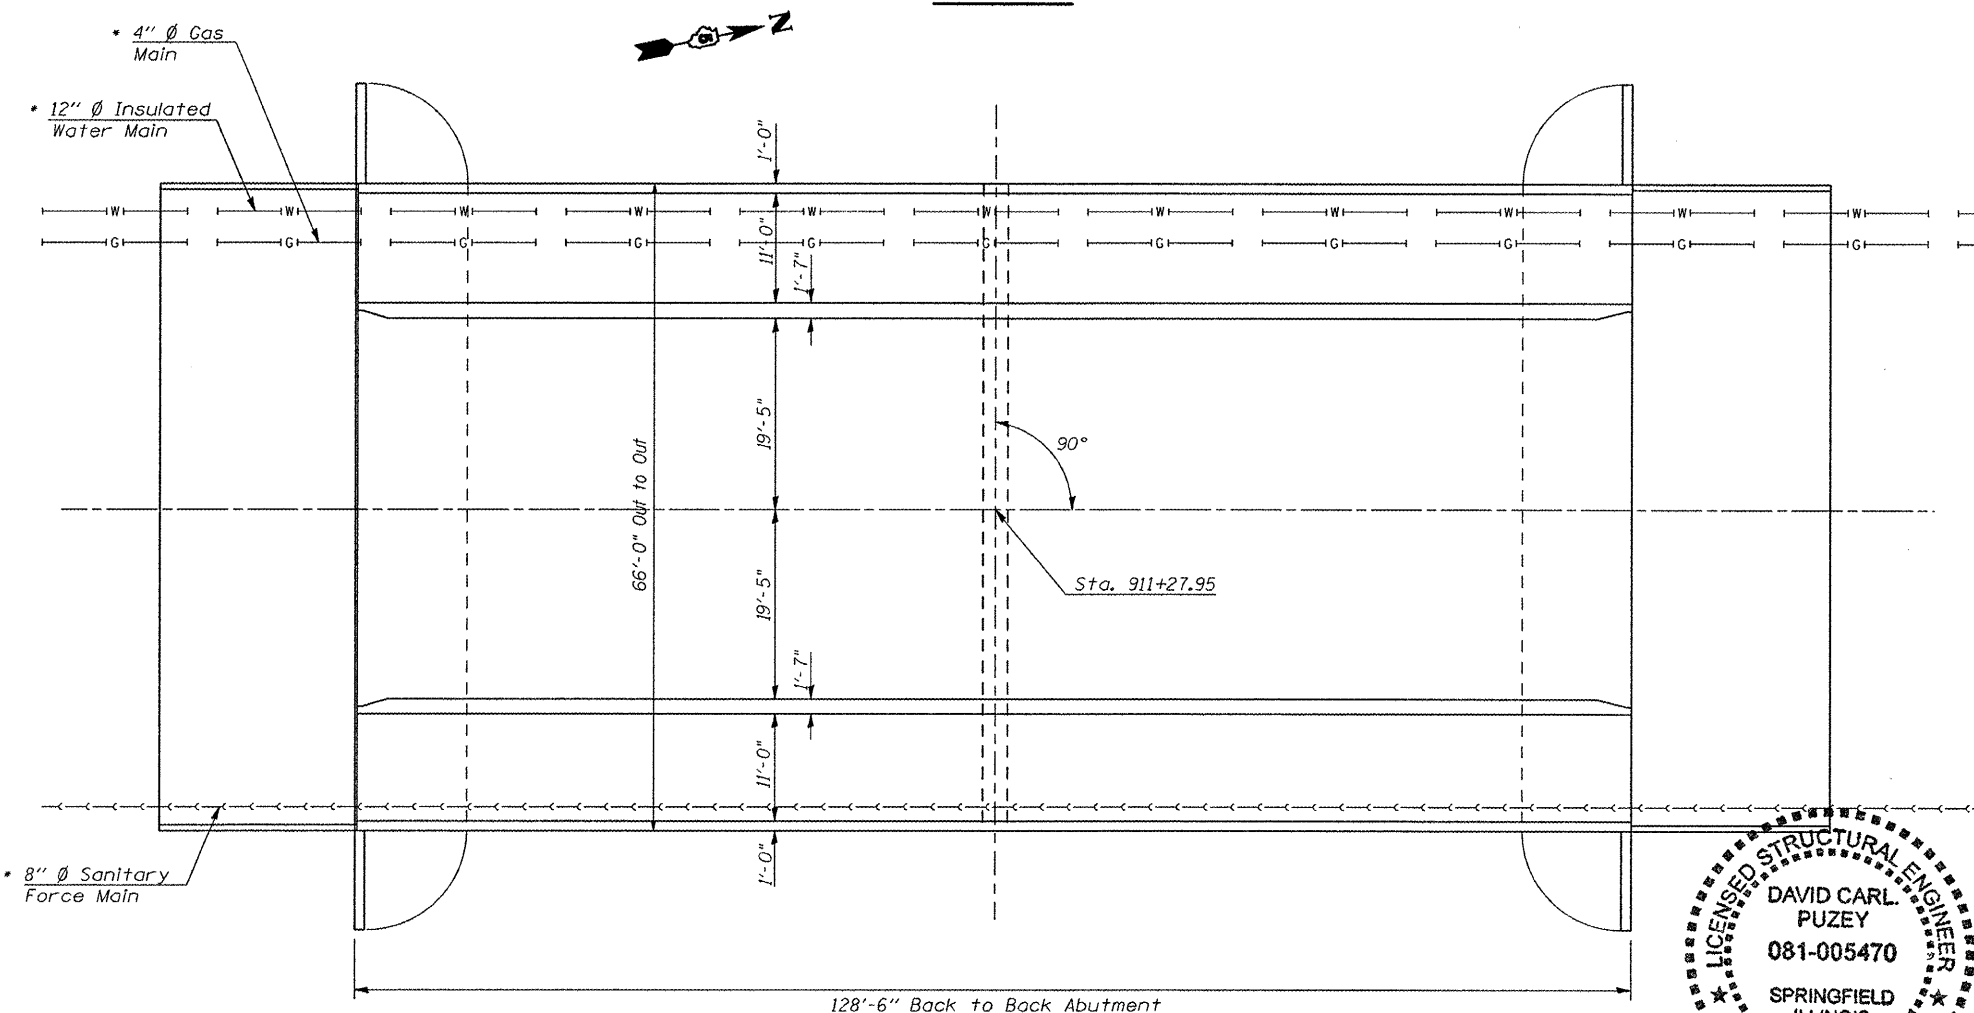 * 4" Ø Gas
Main
* 12" Ø Insulated
Water Main
N
1'-0"
W W W W W W W W W W W
G G G G G G G G G G G
11'-0"
1'-7"
19'-5"
90°
66'-0" Out to Out
19'-5"
Sta. 911+27.95
1'-7"
11'-0"
1'-0"
* 8" Ø Sanitary
Force Main
128'-6" Back to Back Abutment
LICENSED STRUCTURAL ENGINEER
DAVID CARL.
PUZEY
081-005470
SPRINGFIELD